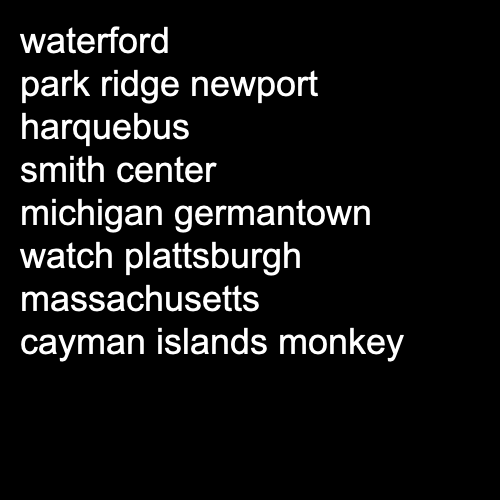 waterford
park ridge newport
harquebus
smith center
michigan germantown
watch plattsburgh
massachusetts
cayman islands monkey